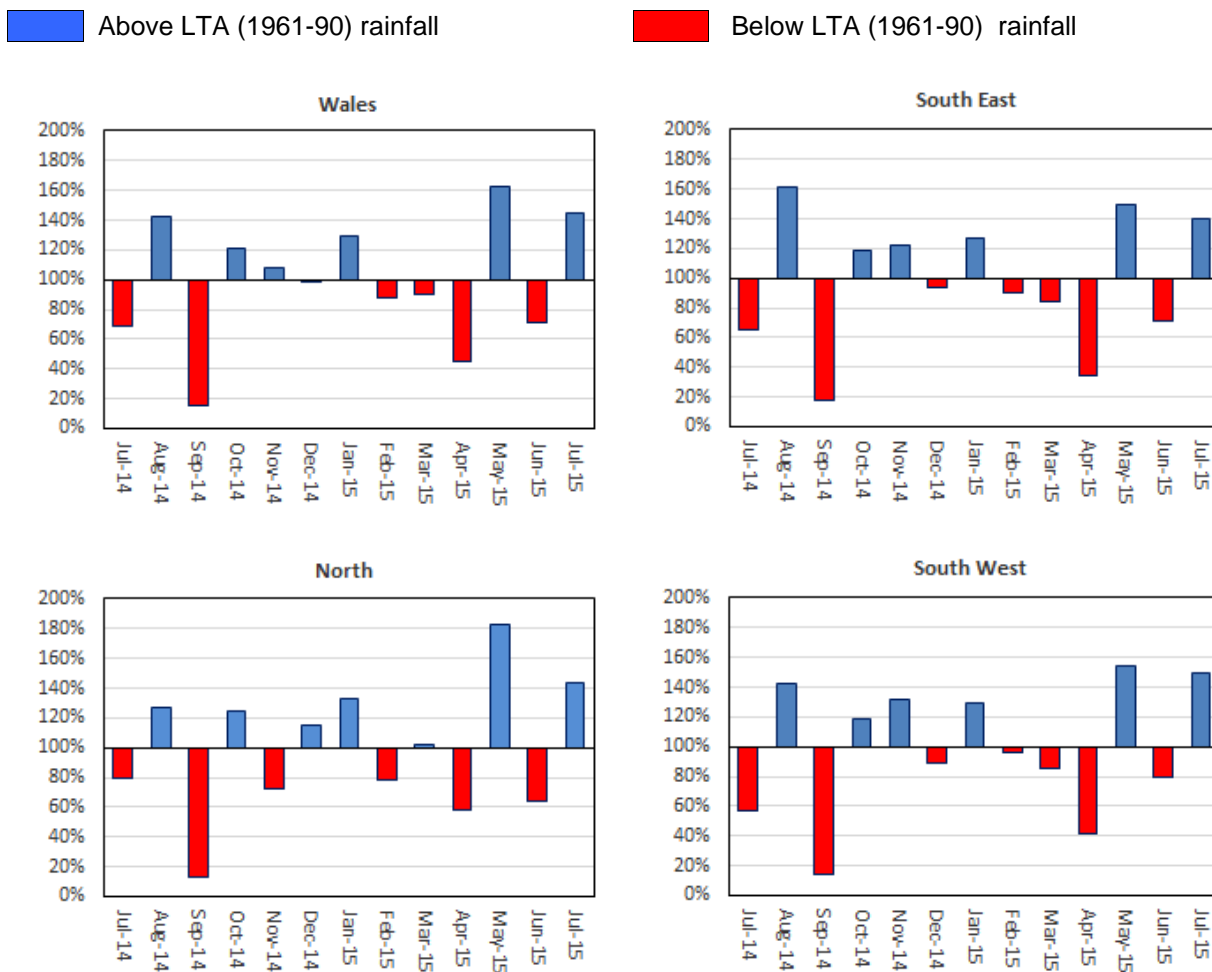 Above LTA (1961-90) rainfall
Below LTA (1961-90) rainfall
Wales
200%
180%
160%
140%
120%
100%
80%
60%
40%
20%
0%
Jul-14
Aug-14
Sep-14
Oct-14
Nov-14
Dec-14
Jan-15
Feb-15
Mar-15
Apr-15
May-15
Jun-15
Jul-15
South East
200%
180%
160%
140%
120%
100%
80%
60%
40%
20%
0%
Jul-14
Aug-14
Sep-14
Oct-14
Nov-14
Dec-14
Jan-15
Feb-15
Mar-15
Apr-15
May-15
Jun-15
Jul-15
North
200%
180%
160%
140%
120%
100%
80%
60%
40%
20%
0%
Jul-14
Aug-14
Sep-14
Oct-14
Nov-14
Dec-14
Jan-15
Feb-15
Mar-15
Apr-15
May-15
Jun-15
Jul-15
South West
200%
180%
160%
140%
120%
100%
80%
60%
40%
20%
0%
Jul-14
Aug-14
Sep-14
Oct-14
Nov-14
Dec-14
Jan-15
Feb-15
Mar-15
Apr-15
May-15
Jun-15
Jul-15